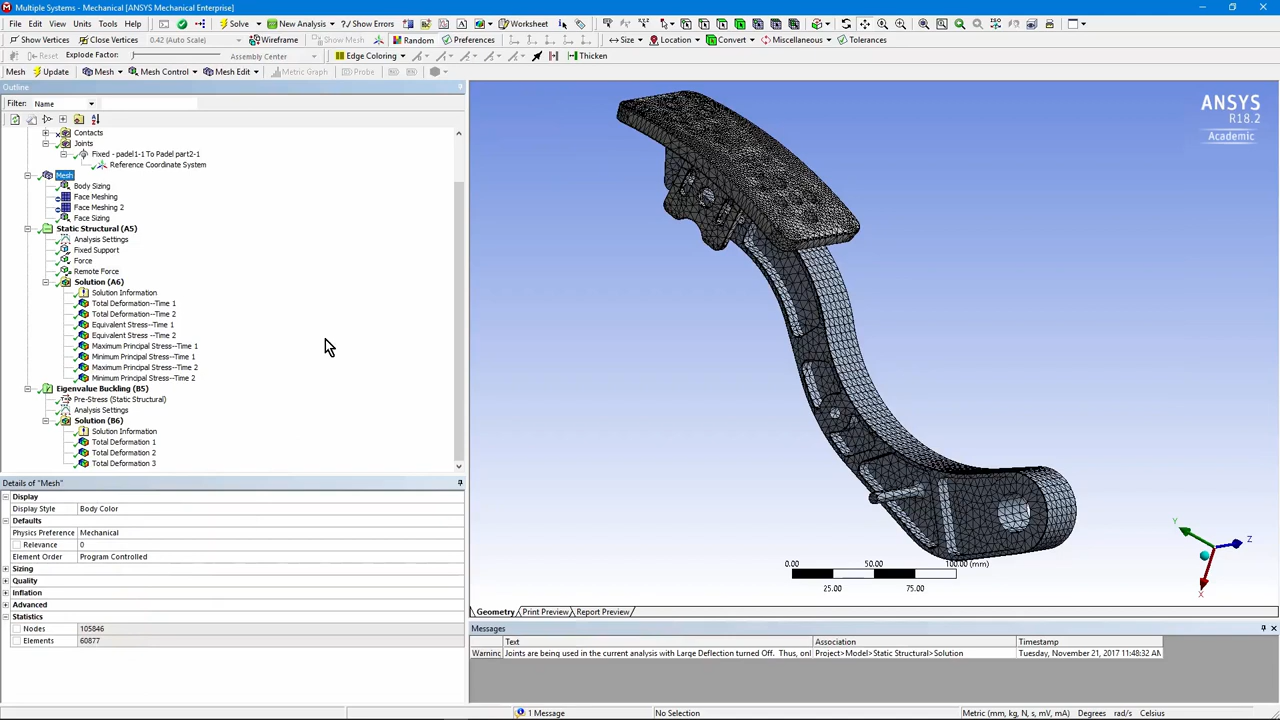 Multiple Systems - Mechanical [ANSYS Mechanical Enterprise]
File Edit View Units Tools Help Solve New Analysis ?/ Show Errors Worksheet
Show Vertices Close Vertices 0.42 (Auto Scale) Wireframe Show Mesh Random Preferences Size Location Convert Miscellaneous Tolerances
Reset Explode Factor: Assembly Center Edge Coloring Thicken
Mesh Update Mesh Mesh Control Mesh Edit Metric Graph Probe
Outline
Filter: Name
Contacts
Joints
Fixed - padel1-1 To Padel part2-1
Reference Coordinate System
Mesh
Body Sizing
Face Meshing
Face Meshing 2
Face Sizing
Static Structural (A5)
Analysis Settings
Fixed Support
Force
Remote Force
Solution (A6)
Solution Information
Total Deformation--Time 1
Total Deformation--Time 2
Equivalent Stress--Time 1
Equivalent Stress --Time 2
Maximum Principal Stress--Time 1
Minimum Principal Stress--Time 1
Maximum Principal Stress--Time 2
Minimum Principal Stress--Time 2
Eigenvalue Buckling (B5)
Pre-Stress (Static Structural)
Analysis Settings
Solution (B6)
Solution Information
Total Deformation 1
Total Deformation 2
Total Deformation 3
Details of "Mesh"
Display
Display Style Body Color
Defaults
Physics Preference Mechanical
Relevance 0
Element Order Program Controlled
Sizing
Quality
Inflation
Advanced
Statistics
Nodes 105846
Elements 60877
ANSYS
R18.2
Academic
Y
Z
X
0.00 50.00 100.00 (mm)
25.00 75.00
Geometry Print Preview Report Preview
Messages
Text Association Timestamp
Warning Joints are being used in the current analysis with Large Deflection turned Off. Thus, onl Project>Model>Static Structural>Solution Tuesday, November 21, 2017 11:48:32 AM
1 Message No Selection Metric (mm, kg, N, s, mV, mA) Degrees rad/s Celsius